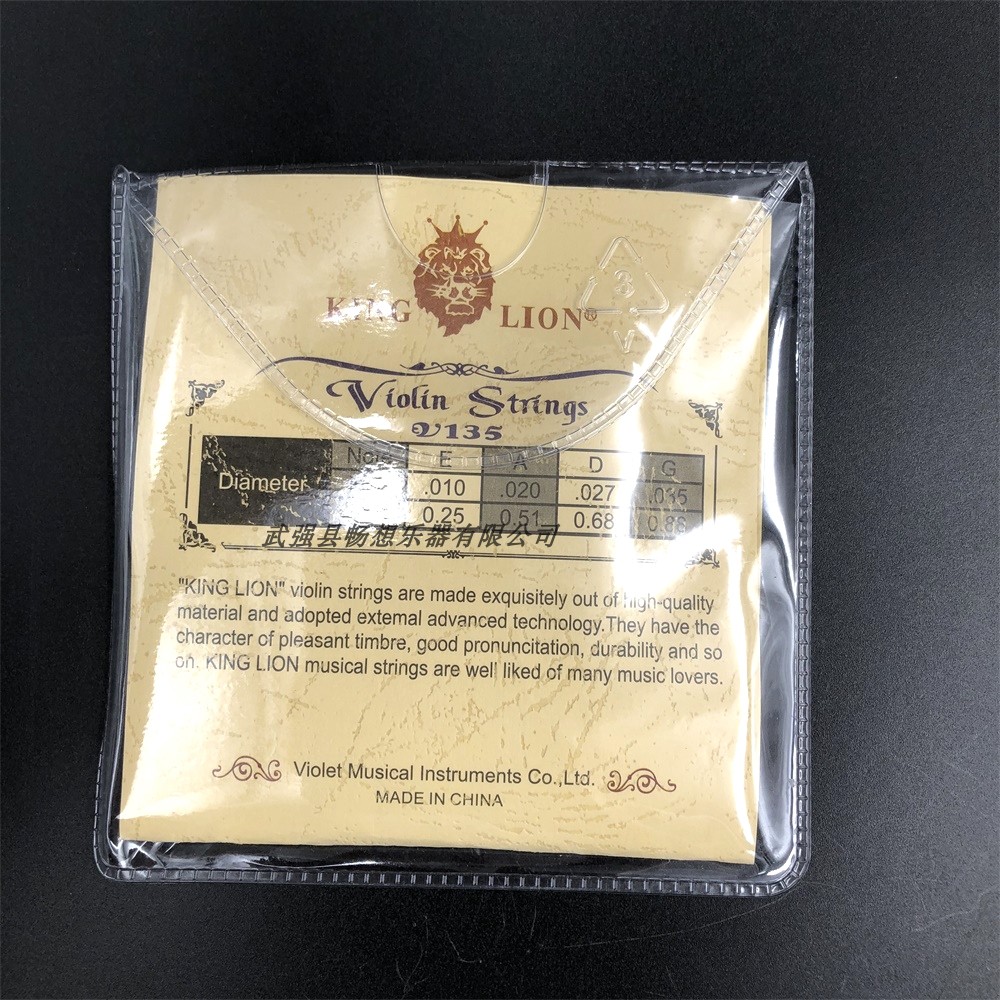 3
KING LION®
Violin Strings
V135
Note E A D G
Diameter
.010 .020 .027 .035
0.25 0.51 0.68 0.88
武强县畅想乐器有限公司
"KING LION" violin strings are made exquisitely out of high-quality
material and adopted external advanced technology.They have the
character of pleasant timbre, good pronuncitation, durability and so
on. KING LION musical strings are well liked of many music lovers.
Violet Musical Instruments Co.,Ltd.
MADE IN CHINA